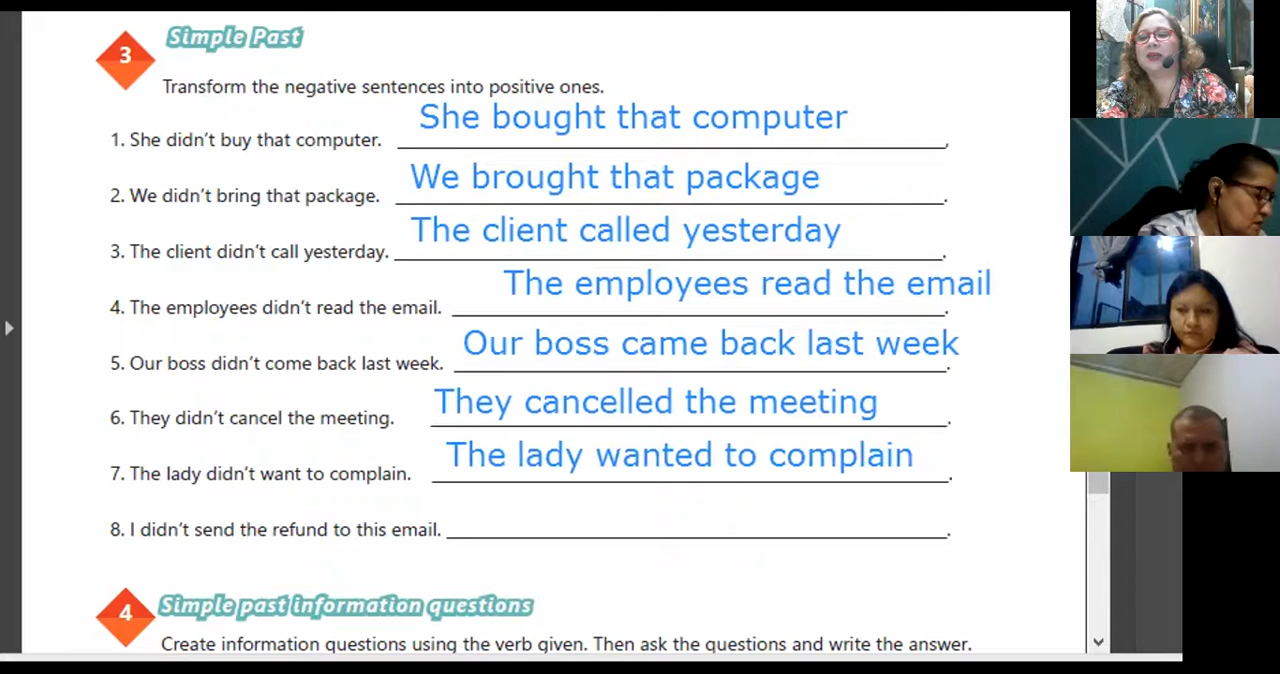 3 Simple Past
Transform the negative sentences into positive ones.
1. She didn't buy that computer. She bought that computer
2. We didn't bring that package. We brought that package
3. The client didn't call yesterday. The client called yesterday
4. The employees didn't read the email. The employees read the email
5. Our boss didn't come back last week. Our boss came back last week
6. They didn't cancel the meeting. They cancelled the meeting
7. The lady didn't want to complain. The lady wanted to complain
8. I didn't send the refund to this email.
4 Simple past information questions
Create information questions using the verb given. Then ask the questions and write the answer.